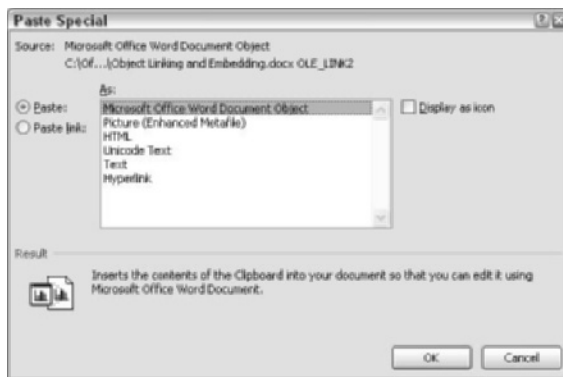 Paste Special
Source: Microsoft Office Word Document Object
C:\Of...\Object Linking and Embedding.docx OLE_LINK2
As:
Paste:
Microsoft Office Word Document Object
Display as icon
Paste link:
Picture (Enhanced Metafile)
HTML
Unicode Text
Text
Hyperlink
Result
Inserts the contents of the Clipboard into your document so that you can edit it using
Microsoft Office Word Document.
OK
Cancel